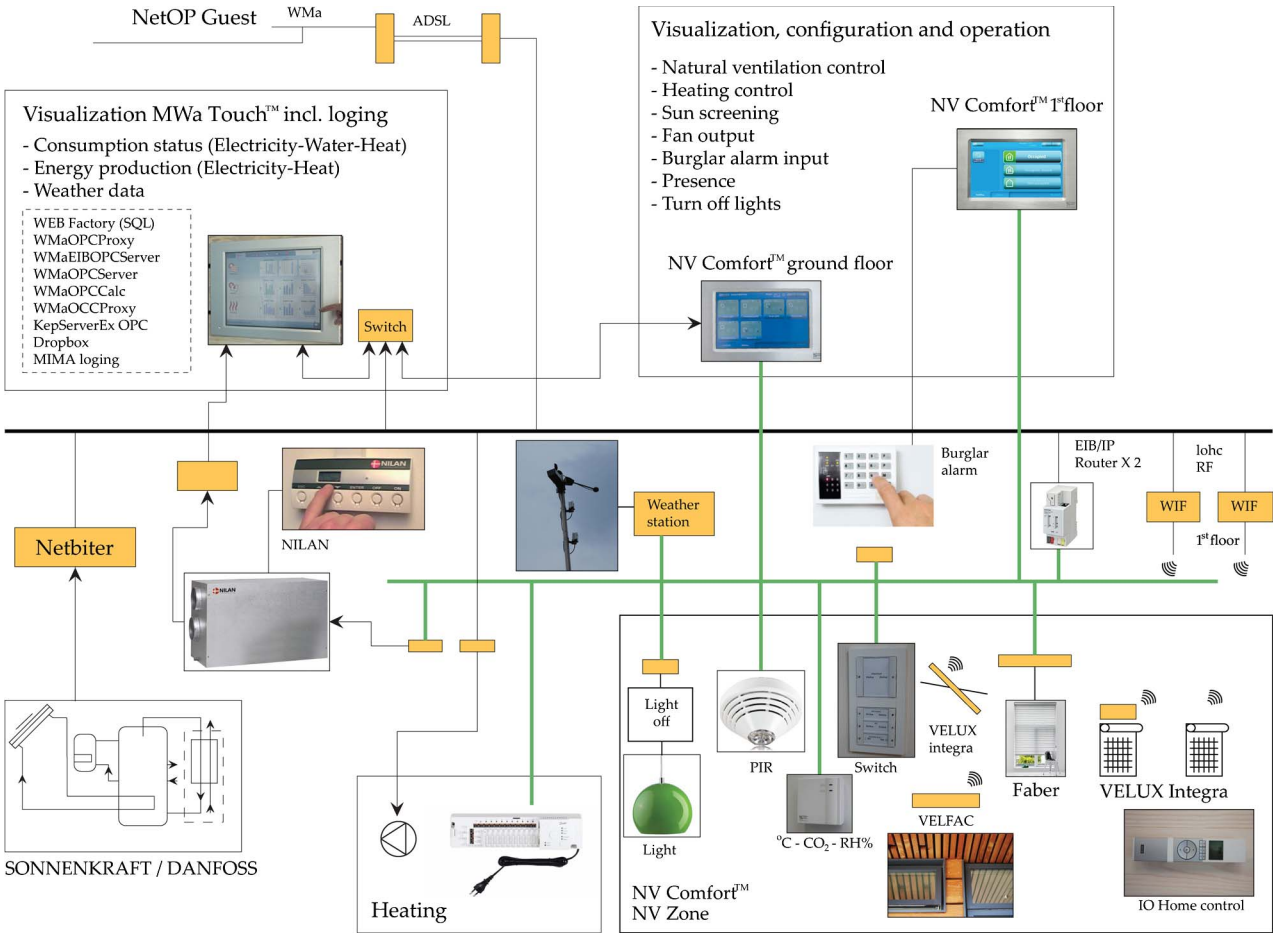 NetOP Guest
WMa
ADSL
Visualization MWa Touch™ incl. loging
- Consumption status (Electricity-Water-Heat)
- Energy production (Electricity-Heat)
- Weather data
WEB Factory (SQL)
WMaOPCProxy
WMaEIBOPCServer
WMaOPCServer
WMaOPCCalc
WMaOCCProxy
KepServerEx OPC
Dropbox
MIMA loging
Switch
Visualization, configuration and operation
- Natural ventilation control
- Heating control
- Sun screening
- Fan output
- Burglar alarm input
- Presence
- Turn off lights
NV Comfort™ 1st floor
NV Comfort™ ground floor
NILAN
NILAN
Netbiter
NILAN
SONNENKRAFT / DANFOSS
Weather
station
Burglar
alarm
EIB/IP
Router X 2
lohc
RF
WIF
WIF
1st floor
Heating
Light
off
Light
PIR
°C - CO₂ - RH%
Switch
VELUX
integra
VELFAC
Faber
VELUX Integra
IO Home control
NV Comfort™
NV Zone